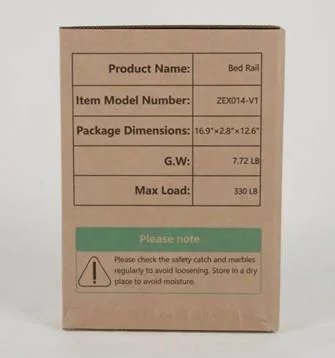 Product Name: Bed Rail
Item Model Number: ZEX014-V1
Package Dimensions: 16.9"×2.8"×12.6"
G.W: 7.72 LB
Max Load: 330 LB
Please note
Please check the safety catch and marbles
regularly to avoid loosening. Store in a dry
place to avoid moisture.